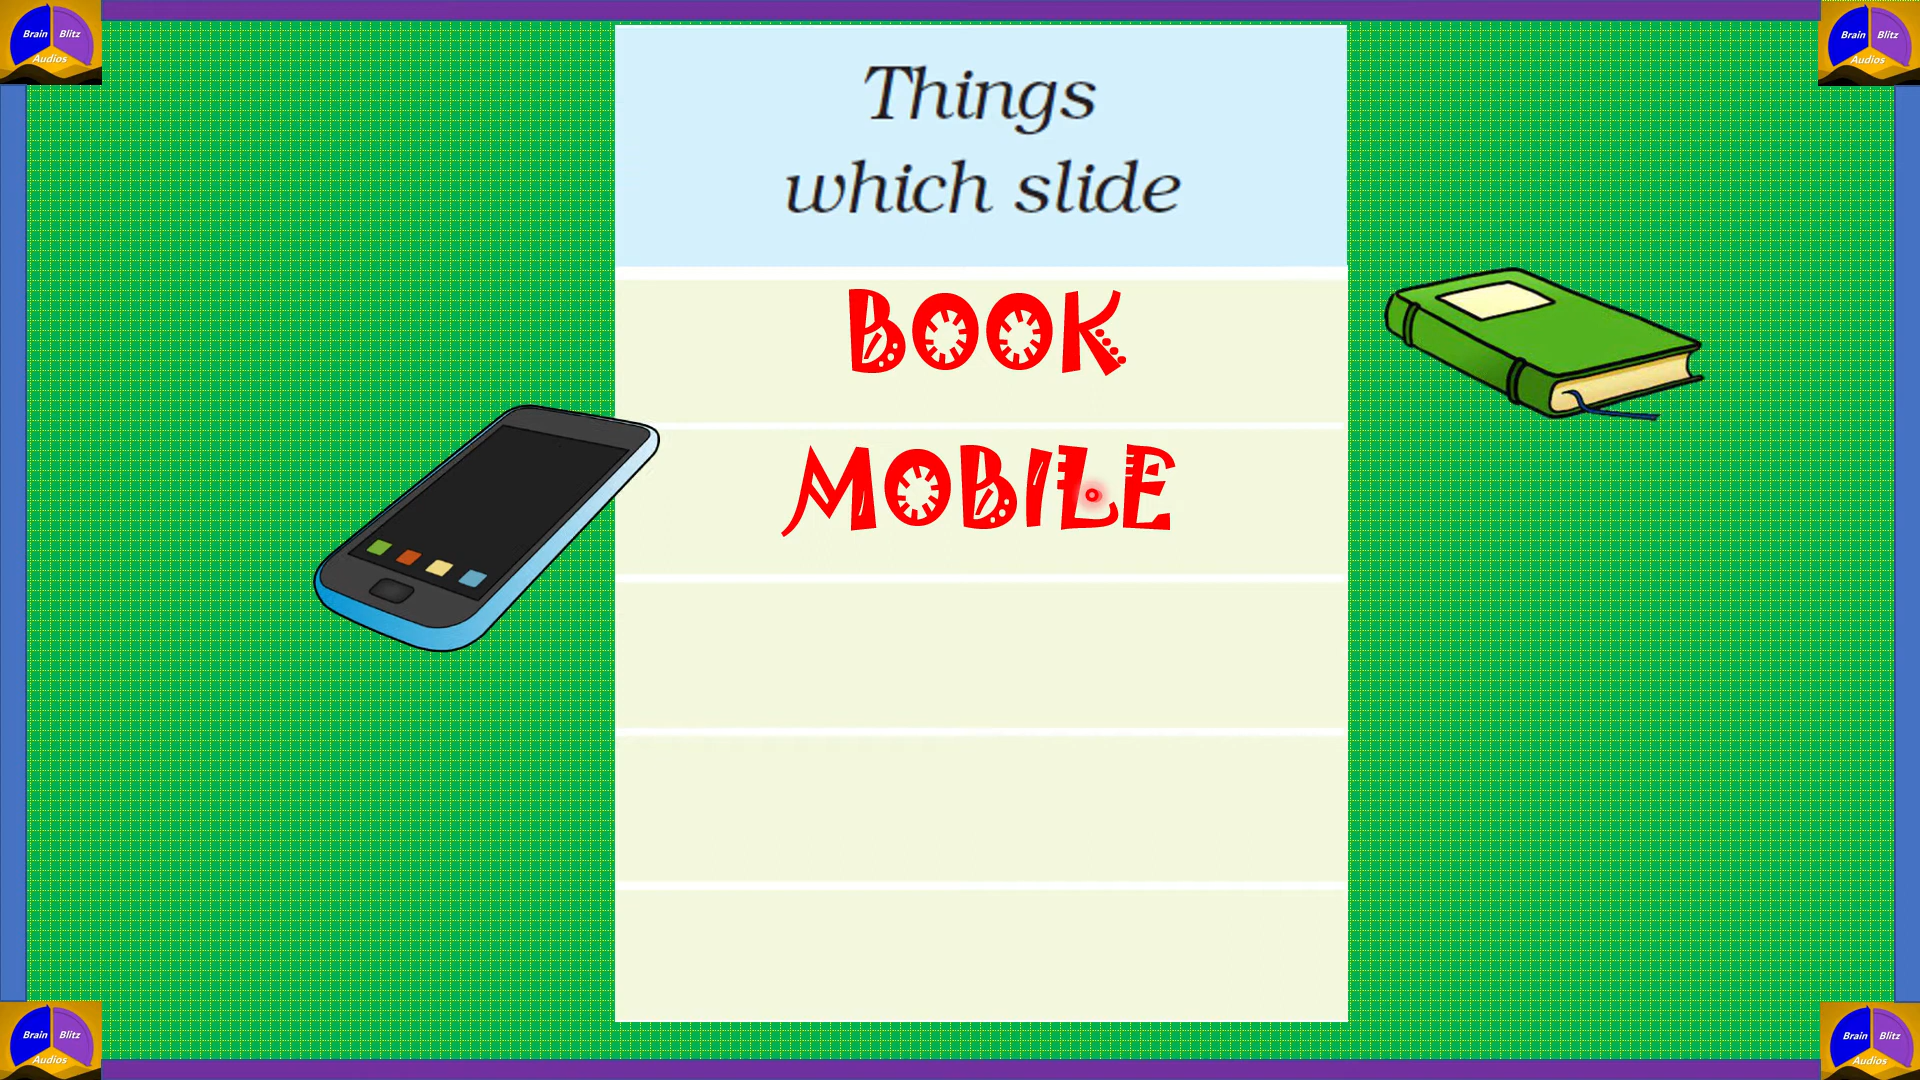 Brain Blitz
Audios
Brain Blitz
Audios
Things
which slide
BOOK
MOBILE
Brain Blitz
Audios
Brain Blitz
Audios